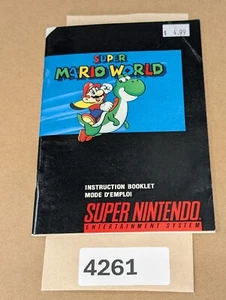 $ 4.99
SUPER
MARIO WORLD
INSTRUCTION BOOKLET
MODE D'EMPLOI
SUPER NINTENDO
ENTERTAINMENT SYSTEM
4261